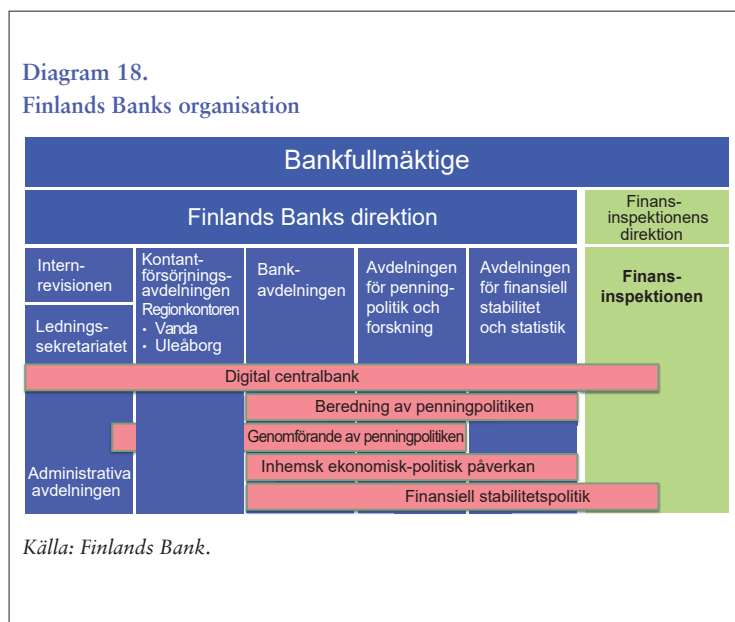 Diagram 18.
Finlands Banks organisation
Bankfullmäktige
Finlands Banks direktion
Finans-
inspektionens
direktion
Intern-
revisionen
Lednings-
sekretariatet
Kontant-
försörjnings-
avdelningen
Regionkontoren
• Vanda
• Uleåborg
Bank-
avdelningen
Avdelningen
för penning-
politik och
forskning
Avdelningen
för finansiell
stabilitet
och statistik
Finans-
inspektionen
Digital centralbank
Beredning av penningpolitiken
Genomförande av penningpolitiken
Inhemsk ekonomisk-politisk påverkan
Administrativa
avdelningen
Finansiell stabilitetspolitik
Källa: Finlands Bank.